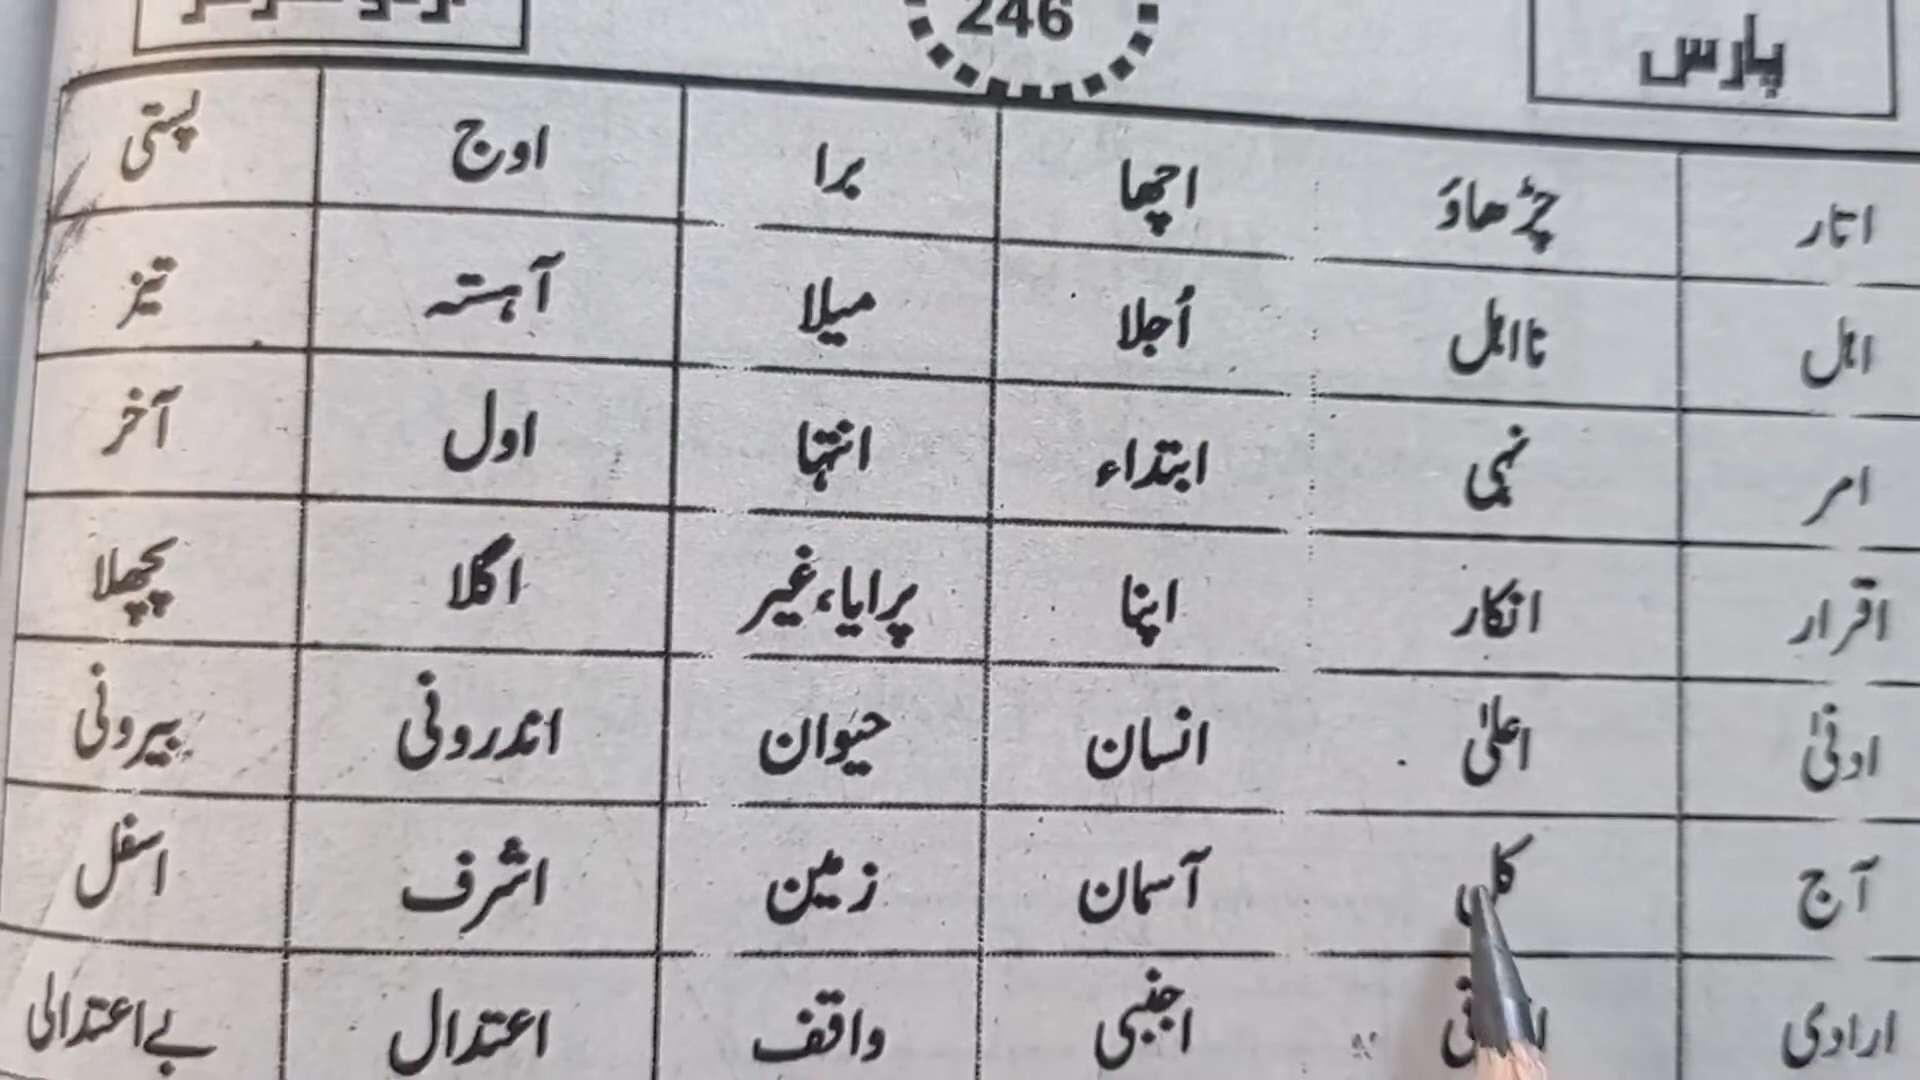 پارس
246
اتار چڑھاؤ اچھا برا اوج پستی
اہل نااہل اُجلا میلا آہستہ تیز
امر نہی ابتداء انتہا اول آخر
اقرار انکار اپنا پرایا، غیر اگلا پچھلا
ادنیٰ اعلیٰ انسان حیوان اندرونی بیرونی
آج کل آسمان زمین اشرف اسفل
ارادی اجنبی واقف اعتدال بے اعتدالی